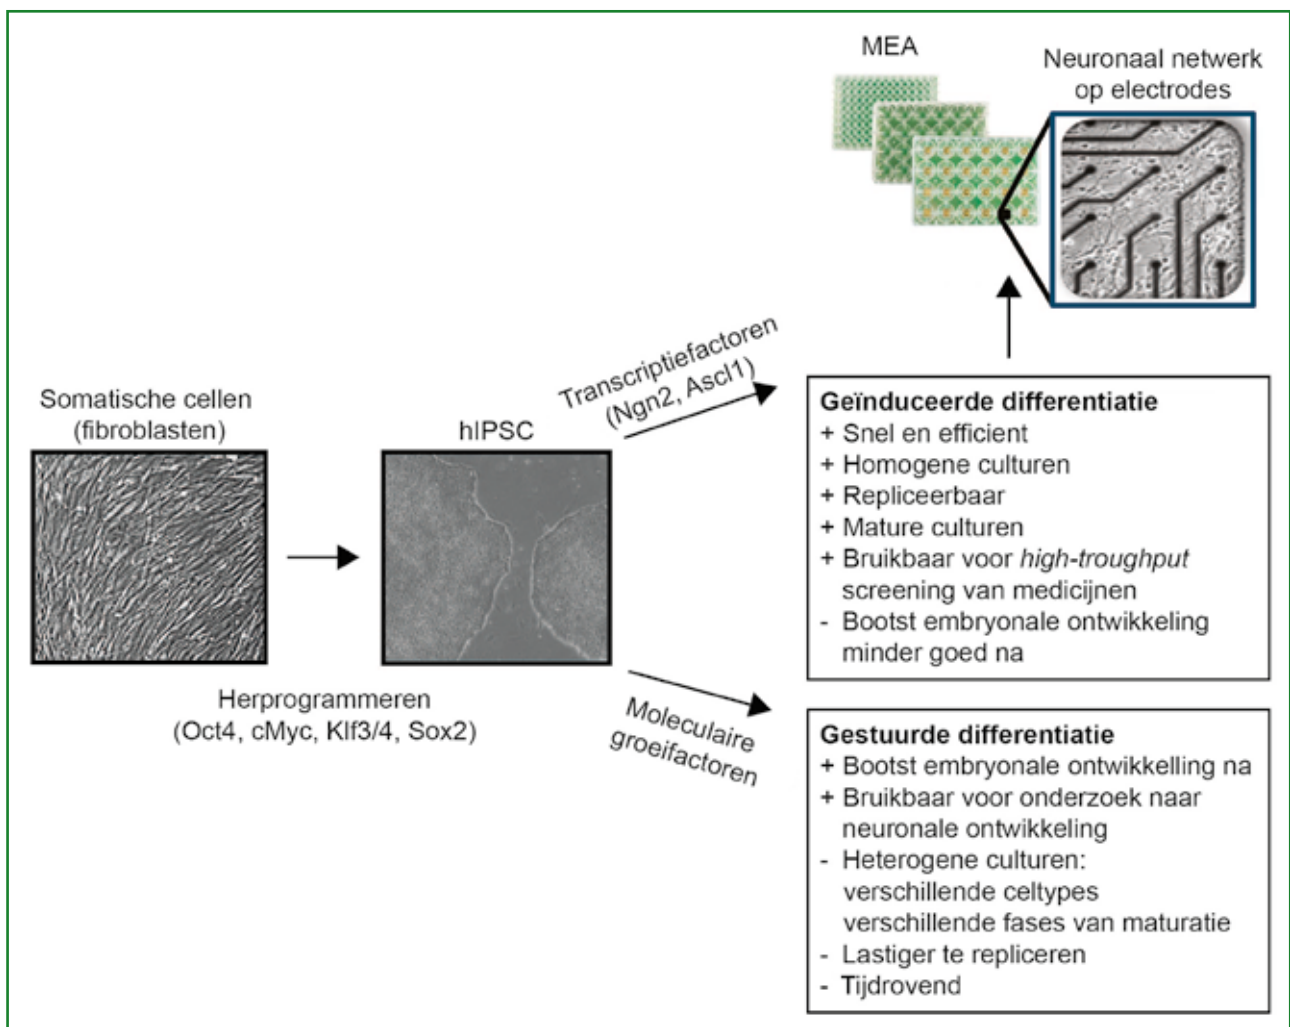 MEA
Neuronaal netwerk
op electrodes
Somatische cellen
(fibroblasten)
hIPSC
Herprogrammeren
(Oct4, cMyc, Klf3/4, Sox2)
Transcriptiefactoren
(Ngn2, Ascl1)
Moleculaire
groeifactoren
Geïnduceerde differentiatie
+ Snel en efficient
+ Homogene culturen
+ Repliceerbaar
+ Mature culturen
+ Bruikbaar voor high-troughput
screening van medicijnen
- Bootst embryonale ontwikkeling
minder goed na
Gestuurde differentiatie
+ Bootst embryonale ontwikkelling na
+ Bruikbaar voor onderzoek naar
neuronale ontwikkeling
- Heterogene culturen:
verschillende celtypes
verschillende fases van maturatie
- Lastiger te repliceren
- Tijdrovend